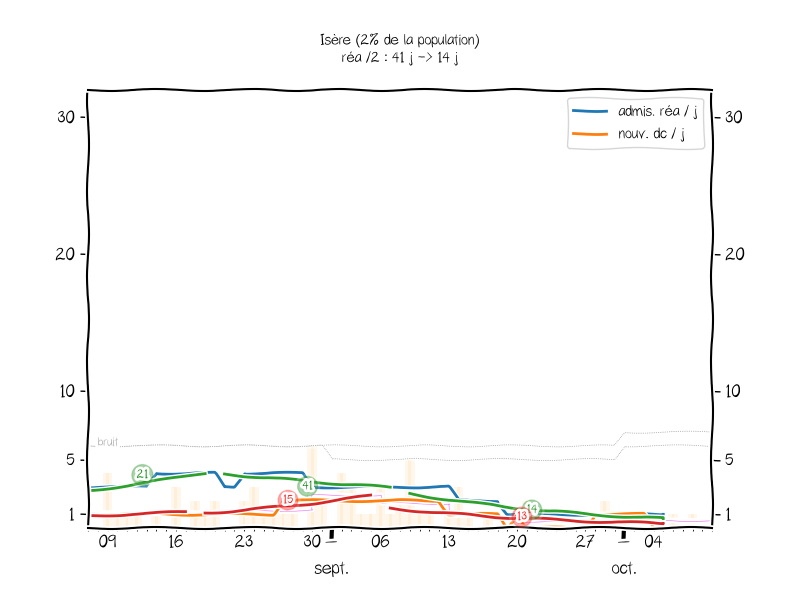 Isère (2% de la population)
réa /2 : 41 j -> 14 j
admis. réa / j
nouv. dc / j
30
30
20
20
10
10
bruit
5
5
21
41
15
14
13
1
1
09 16 23 30 06 13 20 27 04
sept. oct.